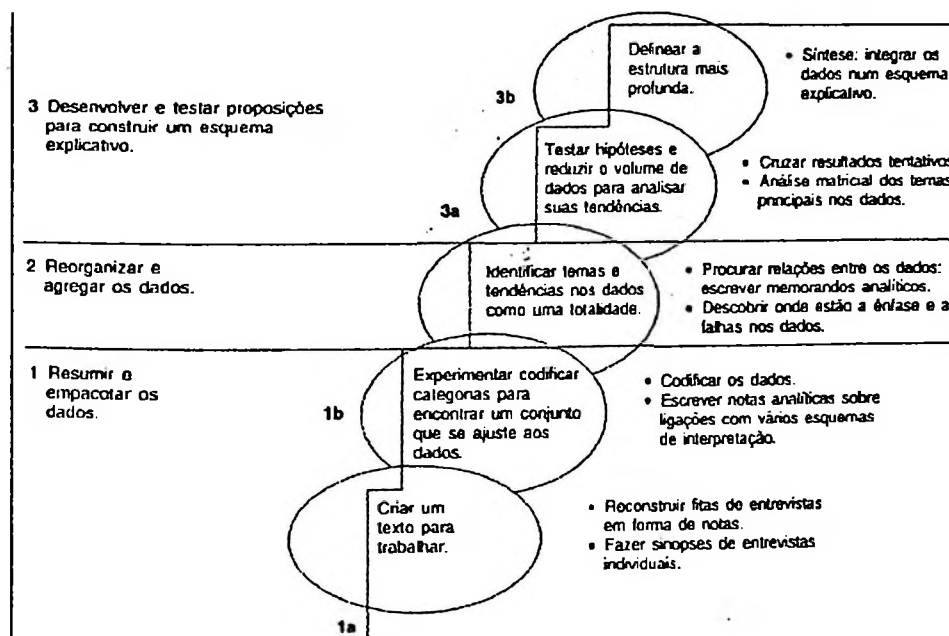 Delinear a
estrutura mais
profunda.
• Síntese: integrar os
dados num esquema
explicativo.
3b
3 Desenvolver e testar proposições
para construir um esquema
explicativo.
Testar hipóteses e
reduzir o volume de
dados para analisar
suas tendências.
• Cruzar resultados tentativos
• Análise matricial dos temas
principais nos dados.
3a
2 Reorganizar e
agregar os dados.
Identificar temas e
tendências nos dados
como uma totalidade.
• Procurar relações entre os dados:
escrever memorandos analíticos.
• Descobrir onde estão a ênfase e a
falhas nos dados.
1 Resumir e
empacotar os
dados.
Experimentar codificar
categorias para
encontrar um conjunto
que se ajuste aos
dados.
1b
• Codificar os dados.
• Escrever notas analíticas sobre
ligações com vários esquemas
de interpretação.
Criar um
texto para
trabalhar.
• Reconstruir fitas de entrevistas
em forma de notas.
• Fazer sinopses de entrevistas
individuais.
1a